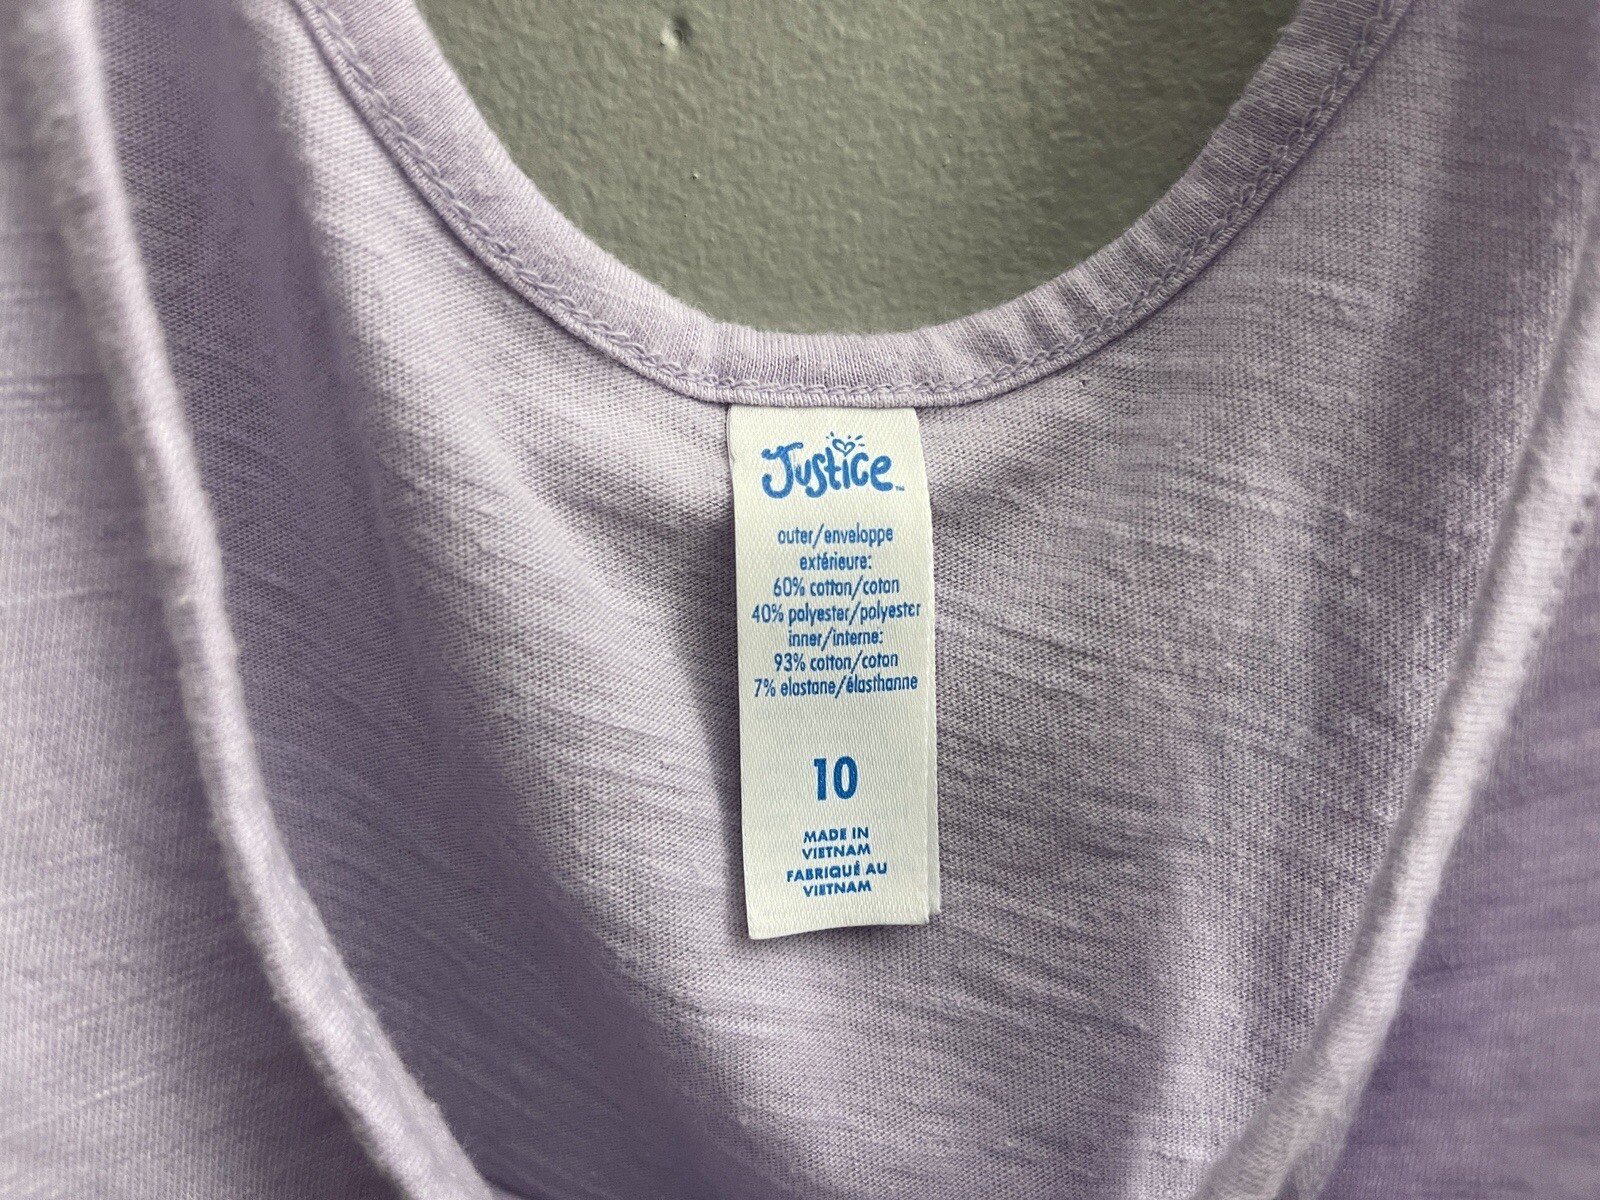 Justice™
outer/enveloppe
extérieure:
60% cotton/coton
40% polyester/polyester
inner/interne:
93% cotton/coton
7% elastane/élasthanne
10
MADE IN
VIETNAM
FABRIQUÉ AU
VIETNAM